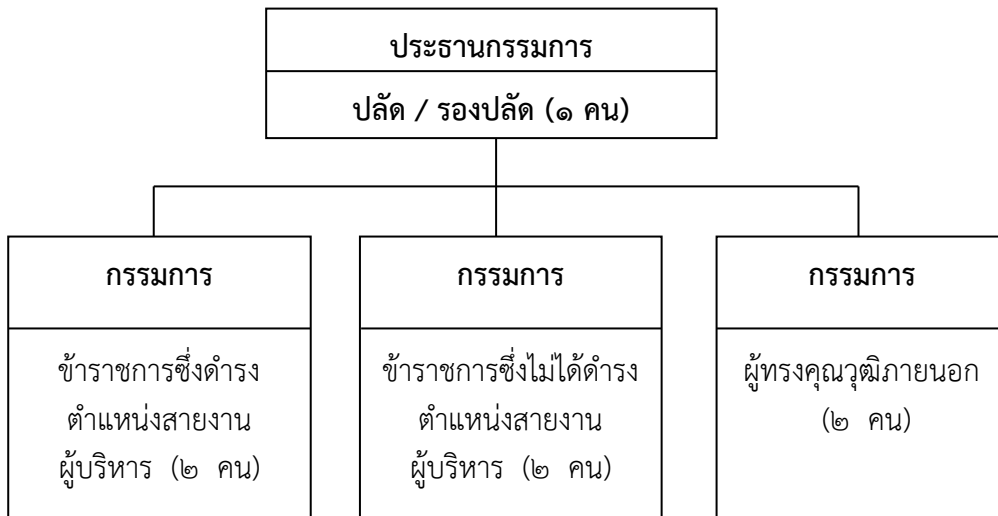 ประธานกรรมการ
ปลัด / รองปลัด (๑ คน)
กรรมการ
ข้าราชการซึ่งดำรง
ตำแหน่งสายงาน
ผู้บริหาร (๒ คน)
กรรมการ
ข้าราชการซึ่งไม่ได้ดำรง
ตำแหน่งสายงาน
ผู้บริหาร (๒ คน)
กรรมการ
ผู้ทรงคุณวุฒิภายนอก
(๒ คน)